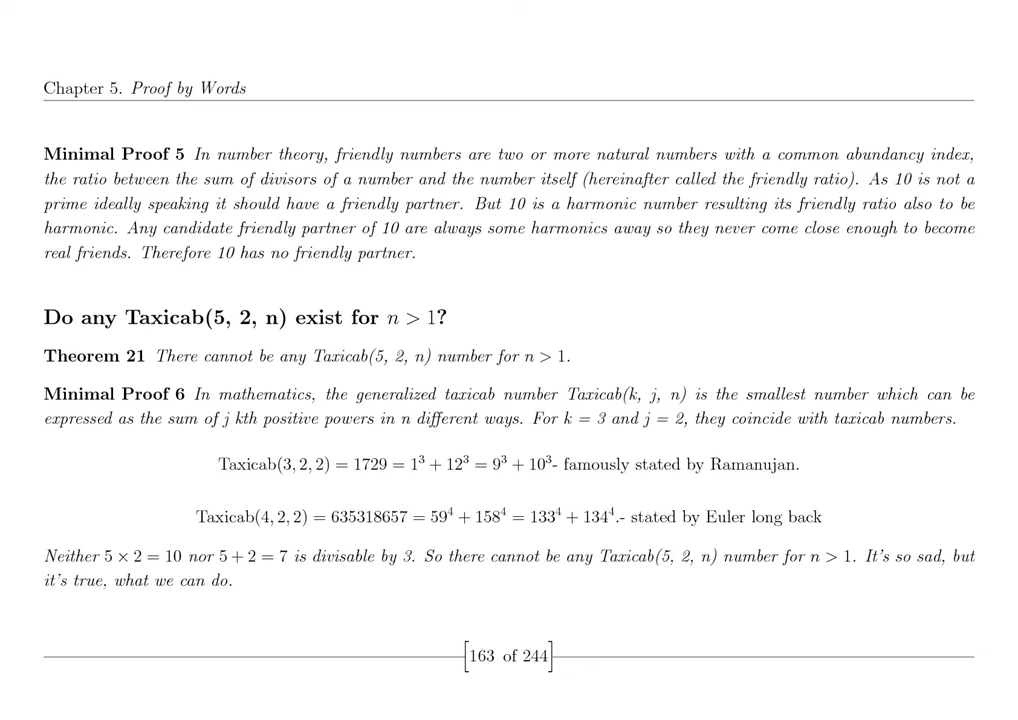 Chapter 5. Proof by Words
Minimal Proof 5 In number theory, friendly numbers are two or more natural numbers with a common abundancy index,
the ratio between the sum of divisors of a number and the number itself (hereinafter called the friendly ratio). As 10 is not a
prime ideally speaking it should have a friendly partner. But 10 is a harmonic number resulting its friendly ratio also to be
harmonic. Any candidate friendly partner of 10 are always some harmonics away so they never come close enough to become
real friends. Therefore 10 has no friendly partner.
Do any Taxicab(5, 2, n) exist for n > 1?
Theorem 21 There cannot be any Taxicab(5, 2, n) number for n > 1.
Minimal Proof 6 In mathematics, the generalized taxicab number Taxicab(k, j, n) is the smallest number which can be
expressed as the sum of j kth positive powers in n different ways. For k = 3 and j = 2, they coincide with taxicab numbers.
Taxicab(3, 2, 2) = 1729 = 1³ + 12³ = 9³ + 10³- famously stated by Ramanujan.
Taxicab(4, 2, 2) = 635318657 = 59⁴ + 158⁴ = 133⁴ + 134⁴.- stated by Euler long back
Neither 5 × 2 = 10 nor 5 + 2 = 7 is divisable by 3. So there cannot be any Taxicab(5, 2, n) number for n > 1. It's so sad, but
it's true, what we can do.
[163 of 244]